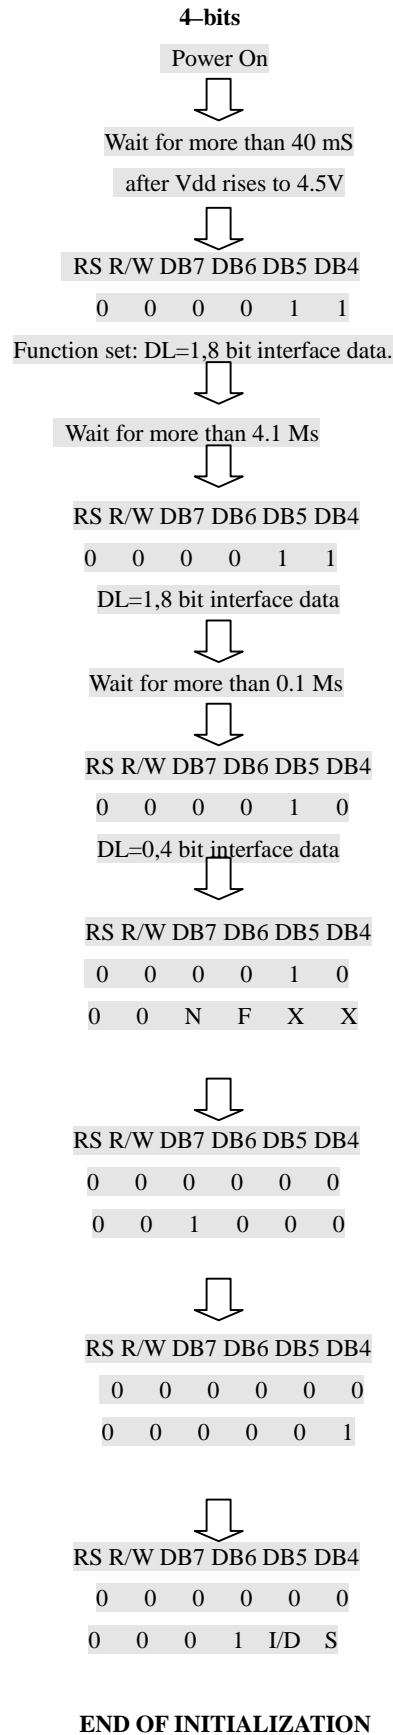 4–bits
Power On
Wait for more than 40 mS
after Vdd rises to 4.5V
RS R/W DB7 DB6 DB5 DB4
0 0 0 0 1 1
Function set: DL=1,8 bit interface data.
Wait for more than 4.1 Ms
RS R/W DB7 DB6 DB5 DB4
0 0 0 0 1 1
DL=1,8 bit interface data
Wait for more than 0.1 Ms
RS R/W DB7 DB6 DB5 DB4
0 0 0 0 1 0
DL=0,4 bit interface data
RS R/W DB7 DB6 DB5 DB4
0 0 0 0 1 0
0 0 N F X X
RS R/W DB7 DB6 DB5 DB4
0 0 0 0 0 0
0 0 1 0 0 0
RS R/W DB7 DB6 DB5 DB4
0 0 0 0 0 0
0 0 0 0 0 1
RS R/W DB7 DB6 DB5 DB4
0 0 0 0 0 0
0 0 0 1 I/D S
END OF INITIALIZATION